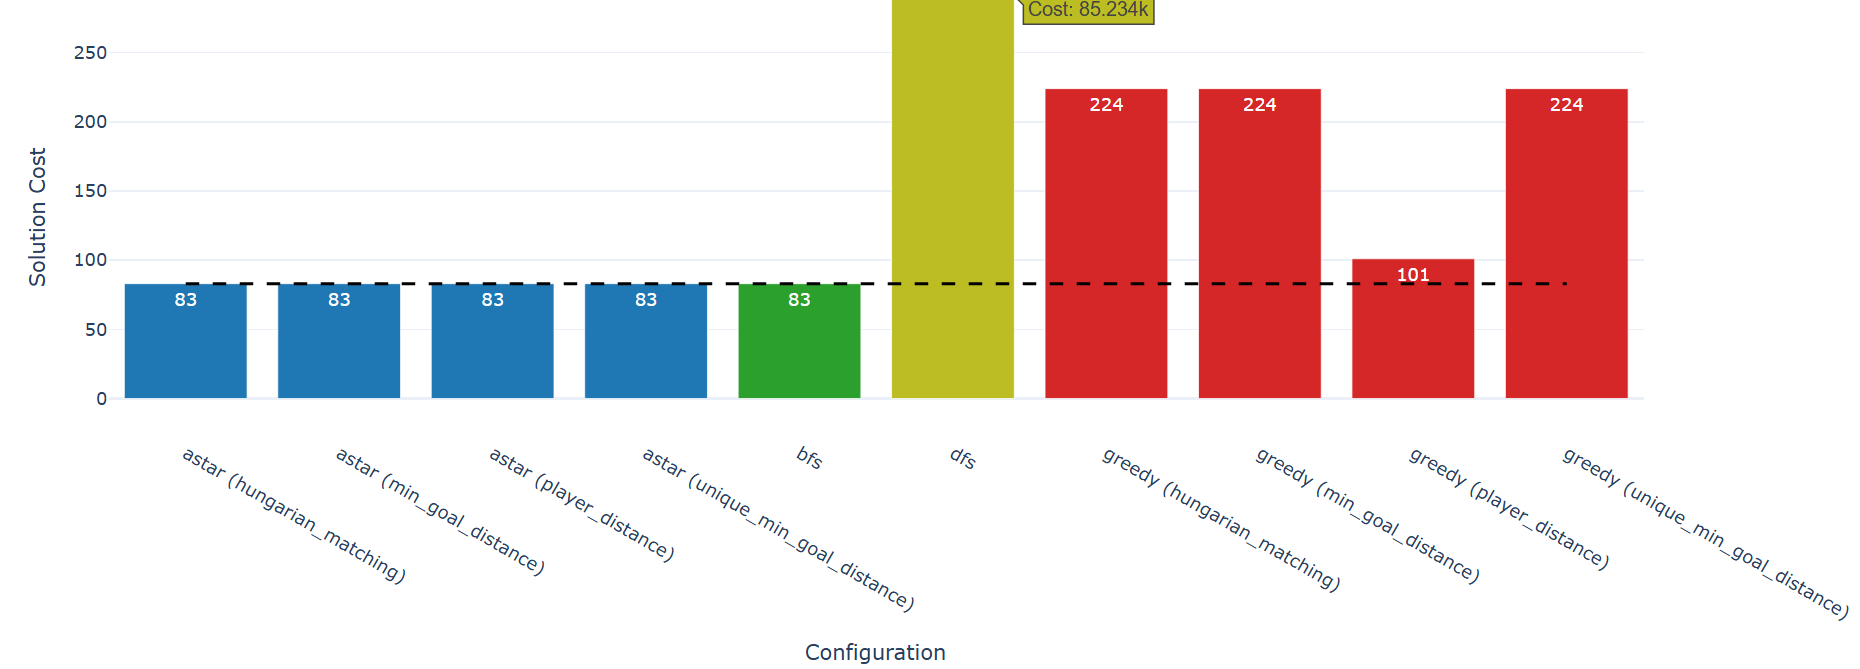 Cost: 85.234k
Solution Cost
250
200
150
100
50
0
83
83
83
83
83
224
224
101
224
astar (hungarian_matching)
astar (min_goal_distance)
astar (player_distance)
astar (unique_min_goal_distance)
bfs
dfs
greedy (hungarian_matching)
greedy (min_goal_distance)
greedy (player_distance)
greedy (unique_min_goal_distance)
Configuration